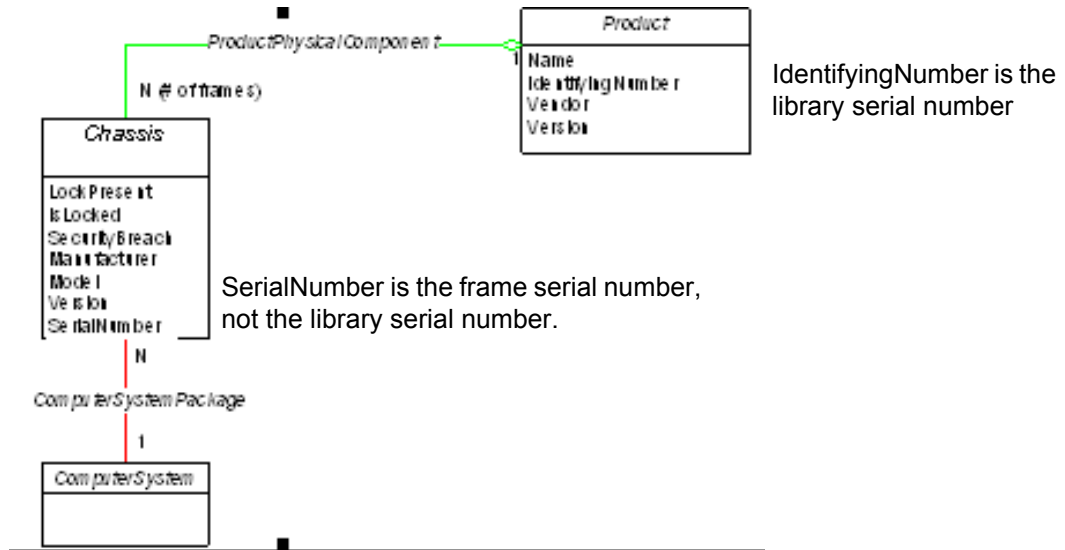 Product
ProductPhysicalComponent
1
Name
IdentifyingNumber
Vendor
Version
IdentifyingNumber is the
library serial number
N (# of frames)
Chassis
LockPresent
IsLocked
SecurityBreach
Manufacturer
Model
Version
SerialNumber
SerialNumber is the frame serial number,
not the library serial number.
N
ComputerSystemPackage
1
ComputerSystem